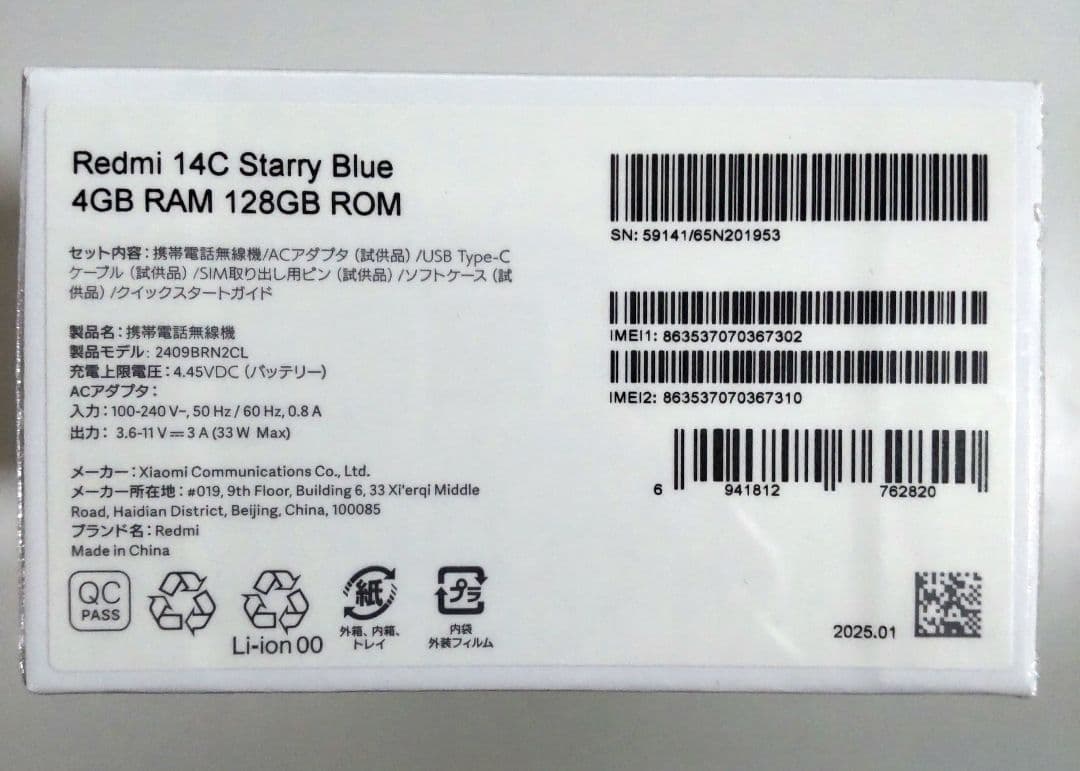 Redmi 14C Starry Blue
4GB RAM 128GB ROM
セット内容：携帯電話無線機/ACアダプタ（試供品）/USB Type-C
ケーブル（試供品）/SIM取り出し用ピン（試供品）/ソフトケース（試
供品）/クイックスタートガイド
製品名：携帯電話無線機
製品モデル: 2409BRN2CL
充電上限電圧：4.45VDC（バッテリー）
ACアダプタ：
入力：100-240 V~, 50 Hz / 60 Hz, 0.8 A
出力： 3.6-11 V⎓3 A (33 W Max)
メーカー：Xiaomi Communications Co., Ltd.
メーカー所在地：#019, 9th Floor, Building 6, 33 Xi'erqi Middle
Road, Haidian District, Beijing, China, 100085
ブランド名：Redmi
Made in China
QC
PASS
Li-ion 00
紙
外箱、内箱、
トレイ
プラ
内袋
外装フィルム
SN: 59141/65N201953
IMEI1: 863537070367302
IMEI2: 863537070367310
6 941812 762820
2025.01